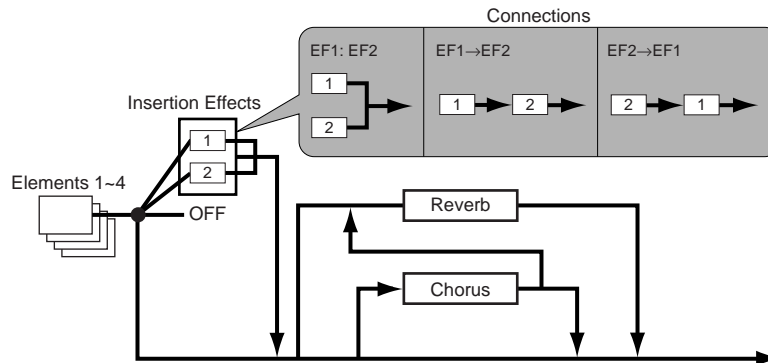 Connections
EF1: EF2
EF1→EF2
EF2→EF1
1
2
1
2
2
1
Insertion Effects
1
2
Elements 1~4
OFF
Reverb
Chorus